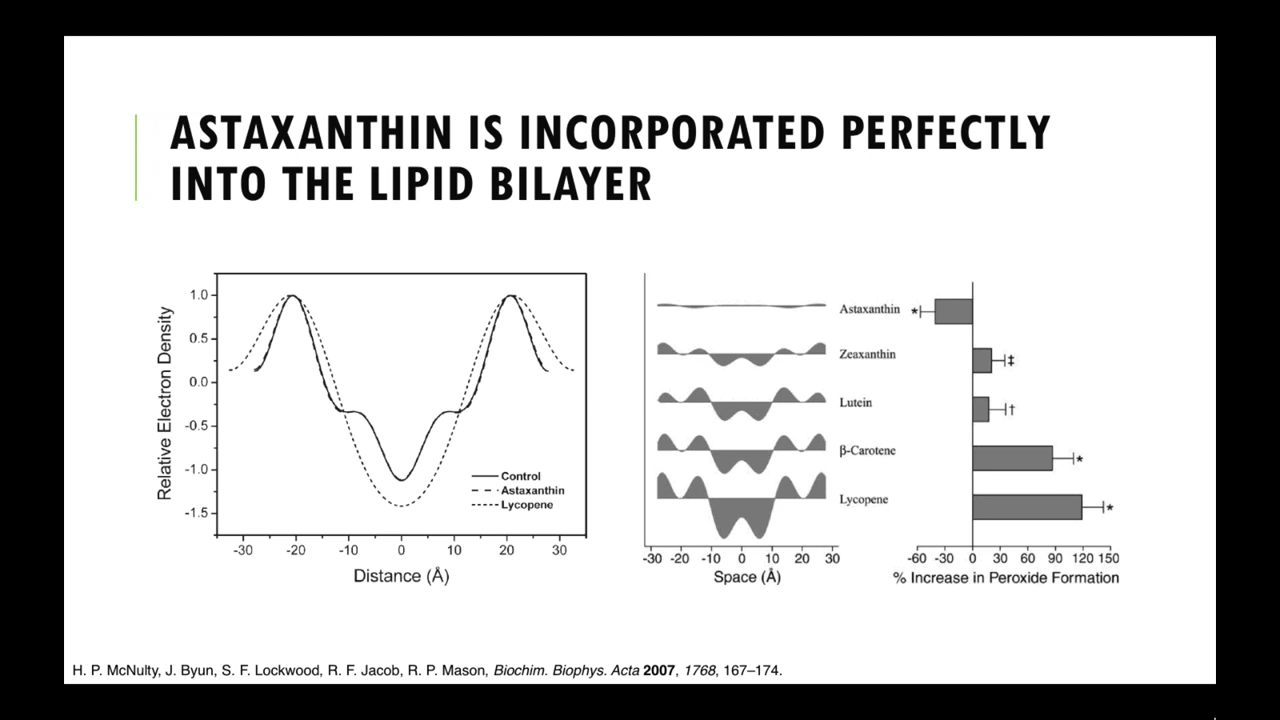 ASTAXANTHIN IS INCORPORATED PERFECTLY
INTO THE LIPID BILAYER
Relative Electron Density
1.0
0.5
0.0
-0.5
-1.0
-1.5
Control
Astaxanthin
Lycopene
-30 -20 -10 0 10 20 30
Distance (Å)
Astaxanthin
Zeaxanthin
Lutein
β-Carotene
Lycopene
-30 -20 -10 0 10 20 30
Space (Å)
*
‡
†
*
*
-60 -30 0 30 60 90 120 150
% Increase in Peroxide Formation
H. P. McNulty, J. Byun, S. F. Lockwood, R. F. Jacob, R. P. Mason, Biochim. Biophys. Acta 2007, 1768, 167–174.